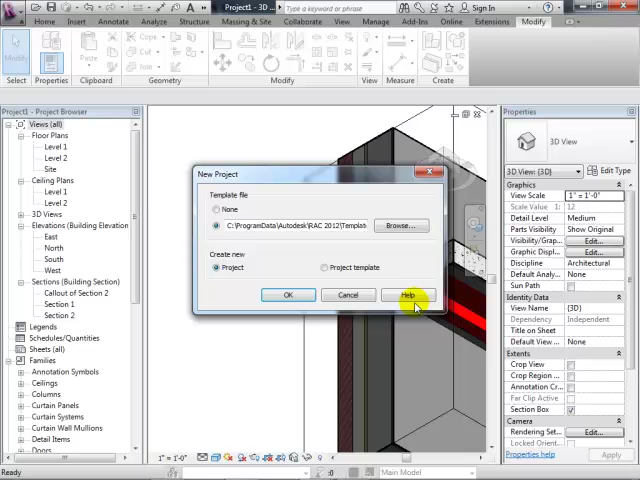 Project1 - 3 D ...
Type a keyword or phrase
Sign In
Home Insert Annotate Analyze Structure Massing & Site Collaborate View Manage Add-Ins Online Extensions Modify
Modify
Properties
Paste
Cope
Cut
Join
Select Properties Clipboard Geometry Modify View Measure Create
Project1 - Project Browser
Views (all)
Floor Plans
Level 1
Level 2
Site
Ceiling Plans
Level 1
Level 2
3D Views
Elevations (Building Elevation)
East
North
South
West
Sections (Building Section)
Callout of Section 2
Section 1
Section 2
Legends
Schedules/Quantities
Sheets (all)
Families
Annotation Symbols
Ceilings
Columns
Curtain Panels
Curtain Systems
Curtain Wall Mullions
Detail Items
Doors
New Project
Template file
None
C:\ProgramData\Autodesk\RAC 2012\Templat
Browse...
Create new
Project
Project template
OK
Cancel
Help
Properties
3D View
3D View: {3D}
Edit Type
Graphics
View Scale 1" = 1'-0"
Scale Value 1: 12
Detail Level Medium
Parts Visibility Show Original
Visibility/Grap... Edit...
Graphic Displ... Edit...
Discipline Architectural
Default Analy... None
Sun Path
Identity Data
View Name {3D}
Dependency Independent
Title on Sheet
Default View ... None
Extents
Crop View
Crop Region ...
Annotation Cr...
Far Clip Active
Section Box
Camera
Rendering Set... Edit...
Locked Orient...
Properties help
Apply
1" = 1'-0"
Ready
:0
Main Model